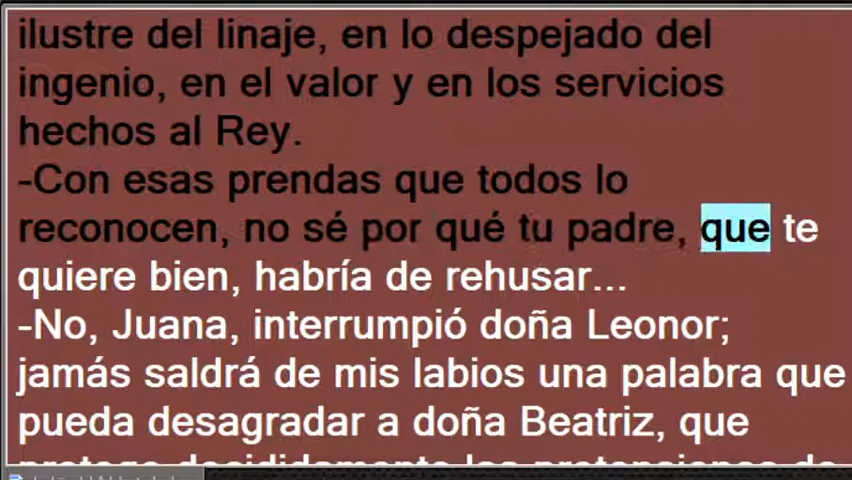 ilustre del linaje, en lo despejado del
ingenio, en el valor y en los servicios
hechos al Rey.
-Con esas prendas que todos lo
reconocen, no sé por qué tu padre, que te
quiere bien, habría de rehusar...
-No, Juana, interrumpió doña Leonor;
jamás saldrá de mis labios una palabra que
pueda desagradar a doña Beatriz, que